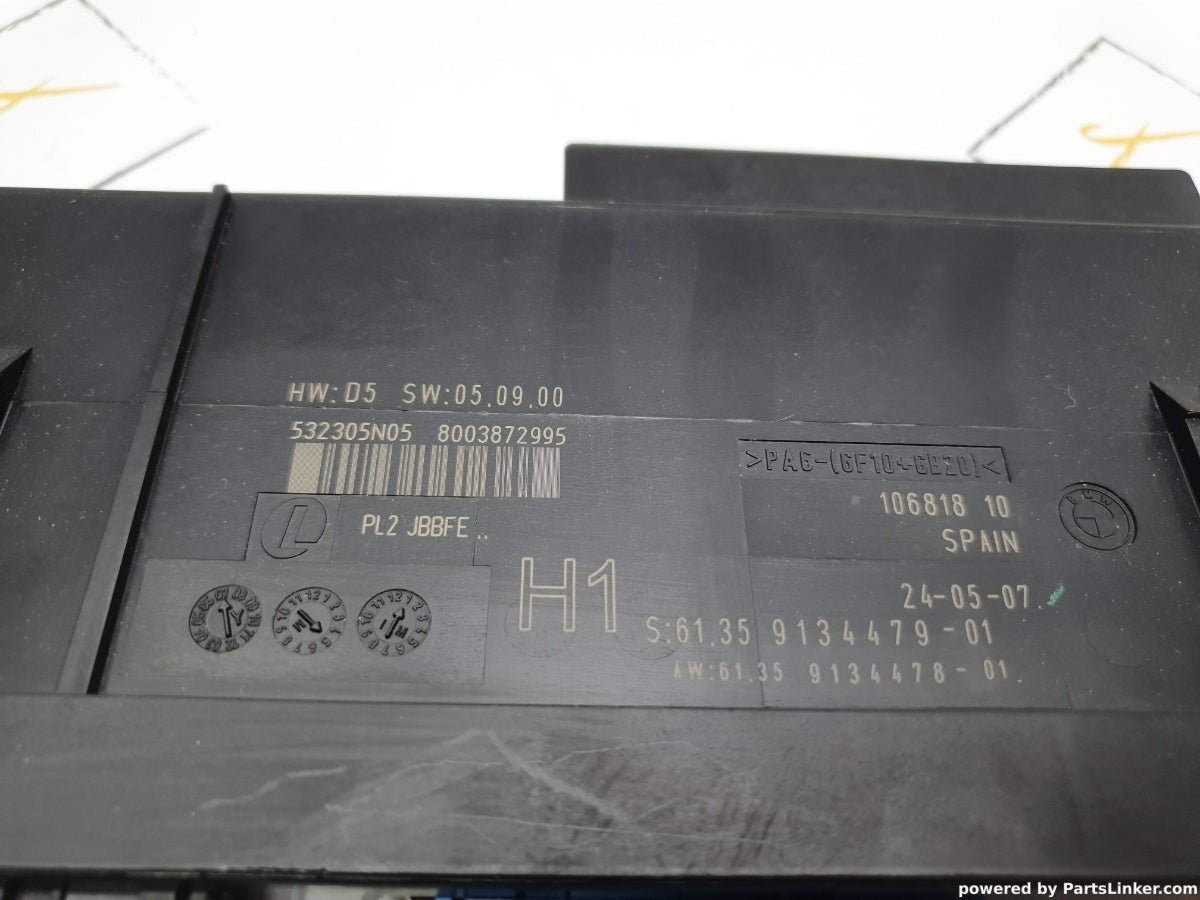 HW:D5 SW:05.09.00
532305N05 8003872995
>PA6-(GF10+GB20)<
106818 10
BMW
PL2 JBBFE ..
SPAIN
H1
24-05-07
S:61.35 9134479-01
AW:61.35 9134478-01
powered by PartsLinker.com